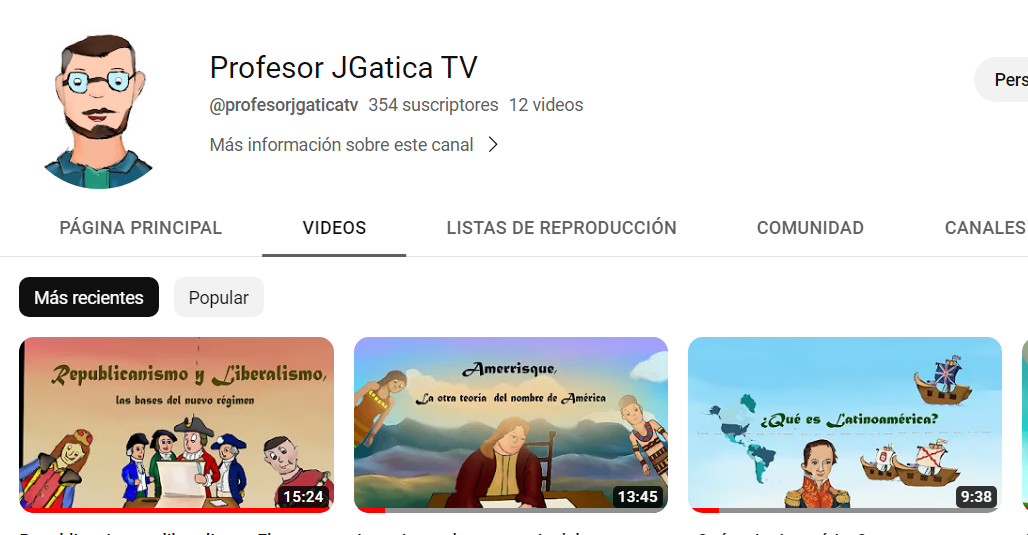 Profesor JGatica TV
@profesorjgaticatv 354 suscriptores 12 videos
Más información sobre este canal
Pers
PÁGINA PRINCIPAL VIDEOS LISTAS DE REPRODUCCIÓN COMUNIDAD CANALES
Más recientes Popular
Republicanismo y Liberalismo,
las bases del nuevo régimen
15:24
Amerrisque,
La otra teoría del nombre de América
13:45
¿Qué es Latinoamérica?
9:38